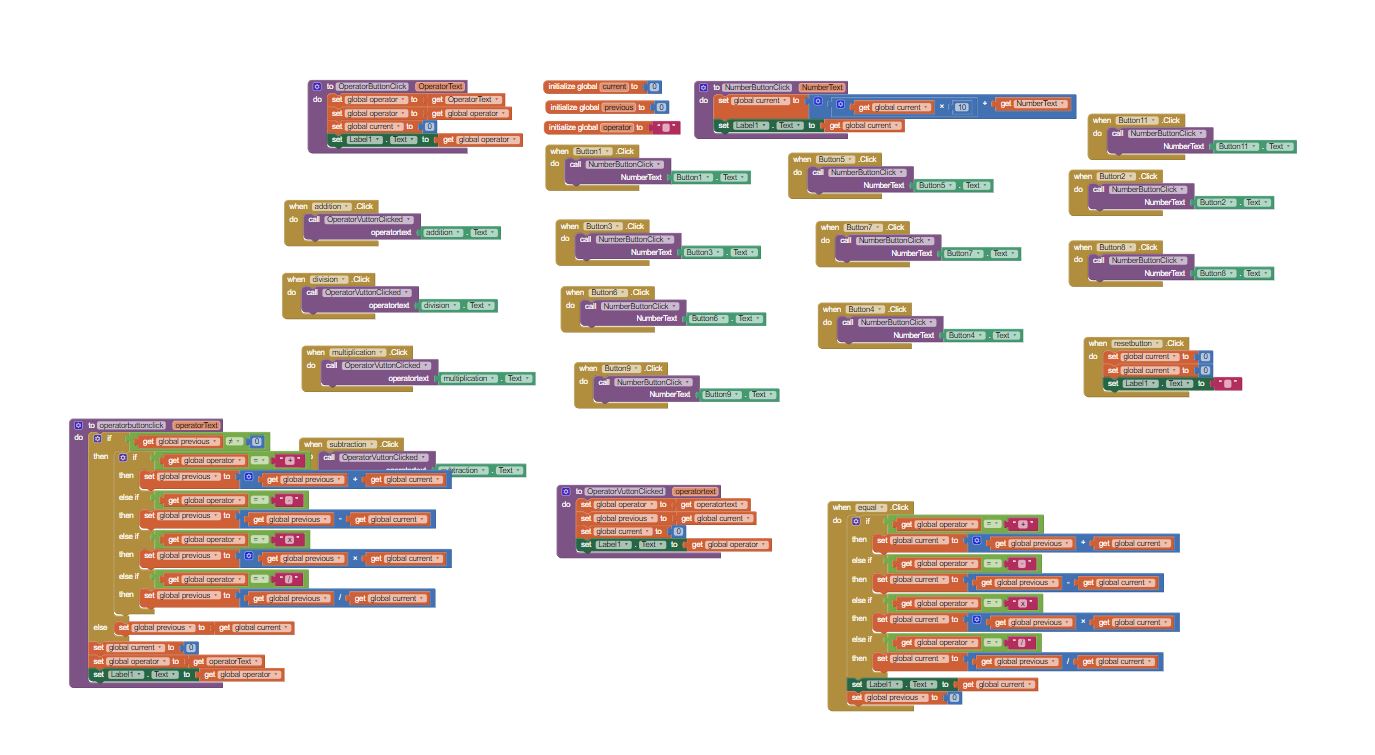 to OperatorButtonClick OperatorText
do set global operator to get OperatorText
set global operator to get global operator
set global current to 0
set Label1 . Text to get global operator
initialize global current to 0
initialize global previous to 0
initialize global operator to " "
to NumberButtonClick NumberText
do set global current to get global current × 10 + get NumberText
set Label1 . Text to get global current
when Button11 .Click
do call NumberButtonClick
NumberText Button11 . Text
when Button1 .Click
do call NumberButtonClick
NumberText Button1 . Text
when Button5 .Click
do call NumberButtonClick
NumberText Button5 . Text
when Button2 .Click
do call NumberButtonClick
NumberText Button2 . Text
when addition .Click
do call OperatorVuttonClicked
operatortext addition . Text
when Button3 .Click
do call NumberButtonClick
NumberText Button3 . Text
when Button7 .Click
do call NumberButtonClick
NumberText Button7 . Text
when Button8 .Click
do call NumberButtonClick
NumberText Button8 . Text
when division .Click
do call OperatorVuttonClicked
operatortext division . Text
when Button6 .Click
do call NumberButtonClick
NumberText Button6 . Text
when Button4 .Click
do call NumberButtonClick
NumberText Button4 . Text
when multiplication .Click
do call OperatorVuttonClicked
operatortext multiplication . Text
when Button9 .Click
do call NumberButtonClick
NumberText Button9 . Text
when resetbutton .Click
do set global current to 0
set global current to 0
set Label1 . Text to " "
to operatorbuttonclick operatorText
do if get global previous ≠ 0
then if get global operator = "+"
then set global previous to get global previous + get global current
else if get global operator = "-"
then set global previous to get global previous - get global current
else if get global operator = "x"
then set global previous to get global previous × get global current
else if get global operator = "/"
then set global previous to get global previous / get global current
else set global previous to get global current
set global current to 0
set global operator to get operatorText
set Label1 . Text to get global operator
when subtraction .Click
call OperatorVuttonClicked
subtraction . Text
to OperatorVuttonClicked operatortext
do set global operator to get operatortext
set global previous to get global current
set global current to 0
set Label1 . Text to get global operator
when equal .Click
do if get global operator = "+"
then set global current to get global previous + get global current
else if get global operator = "-"
then set global current to get global previous - get global current
else if get global operator = "x"
then set global current to get global previous × get global current
else if get global operator = "/"
then set global current to get global previous / get global current
set Label1 . Text to get global current
set global previous to 0